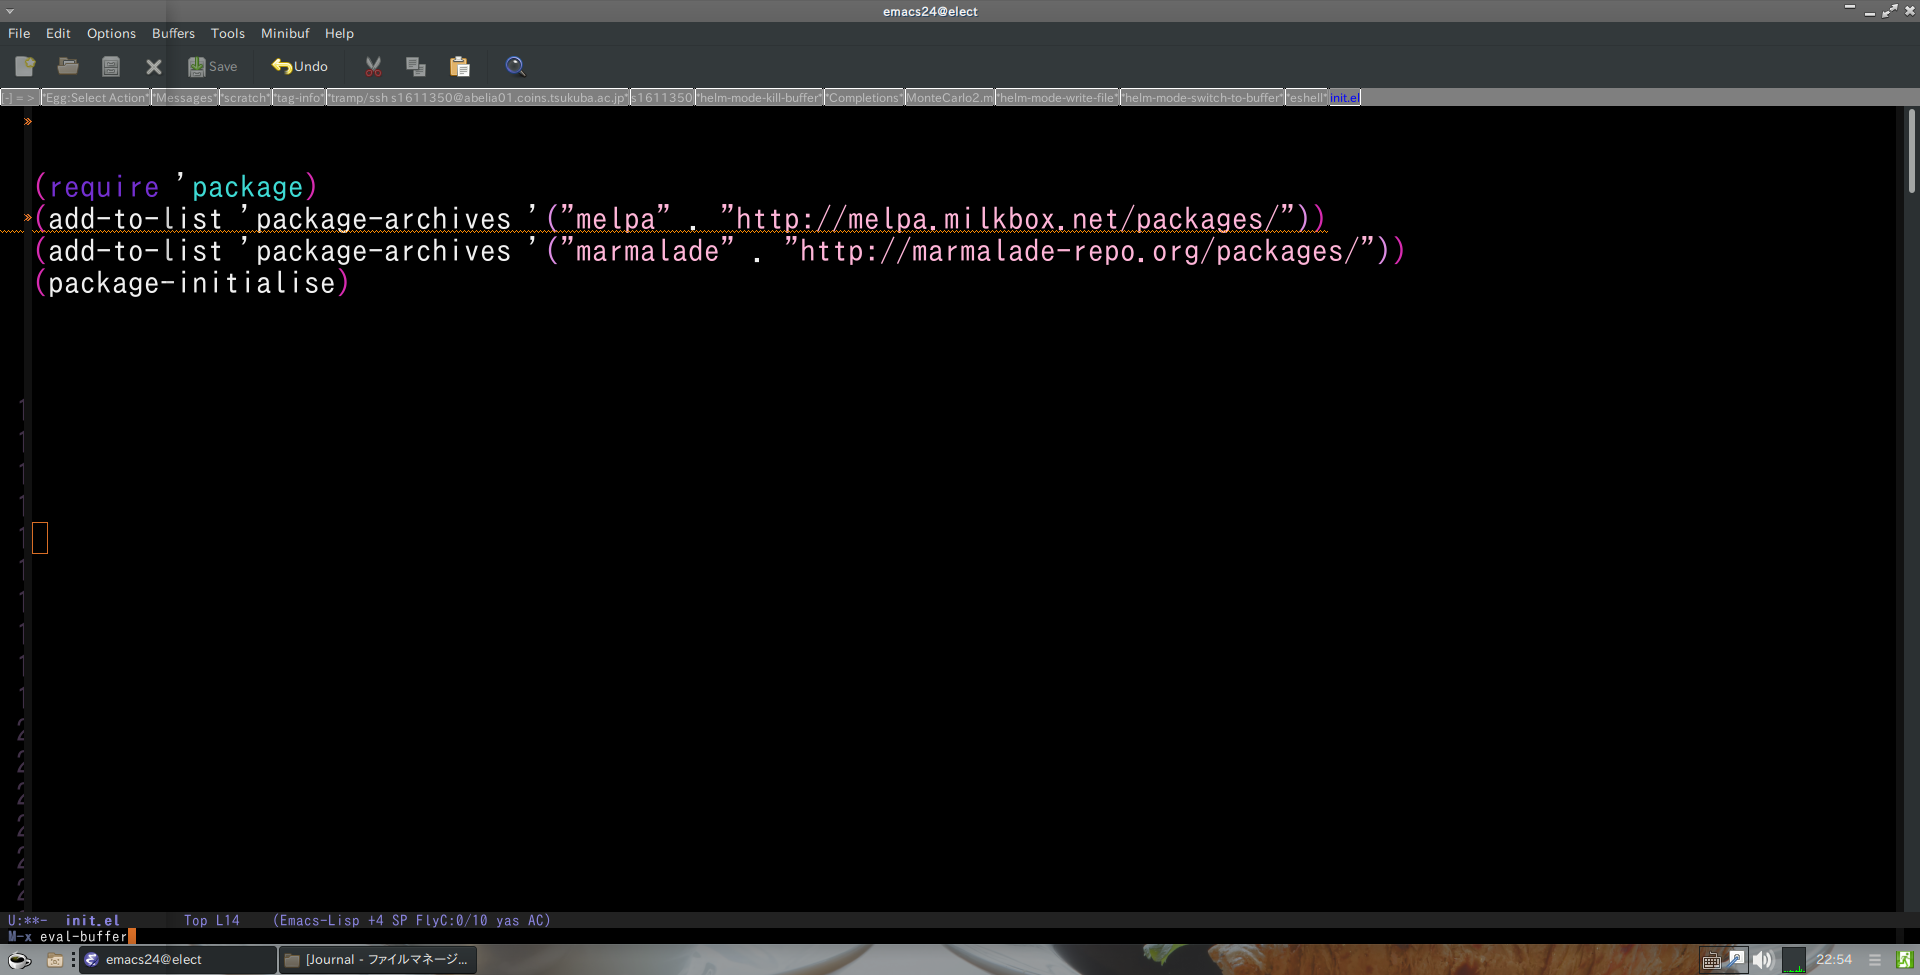 emacs24@elect
File Edit Options Buffers Tools Minibuf Help
Save Undo
[-] = > *Egg:Select Action* *Messages* *scratch* *tag-info* *tramp/ssh s1611350@abelia01.coins.tsukuba.ac.jp* s1611350 *helm-mode-kill-buffer* *Completions* MonteCarlo2.m *helm-mode-write-file* *helm-mode-switch-to-buffer* *eshell* init.el
(require 'package)
(add-to-list 'package-archives '("melpa" . "http://melpa.milkbox.net/packages/"))
(add-to-list 'package-archives '("marmalade" . "http://marmalade-repo.org/packages/"))
(package-initialise)
U:**- init.el Top L14 (Emacs-Lisp +4 SP FlyC:0/10 yas AC)
M-x eval-buffer
emacs24@elect [Journal - ファイルマネージ... 22:54